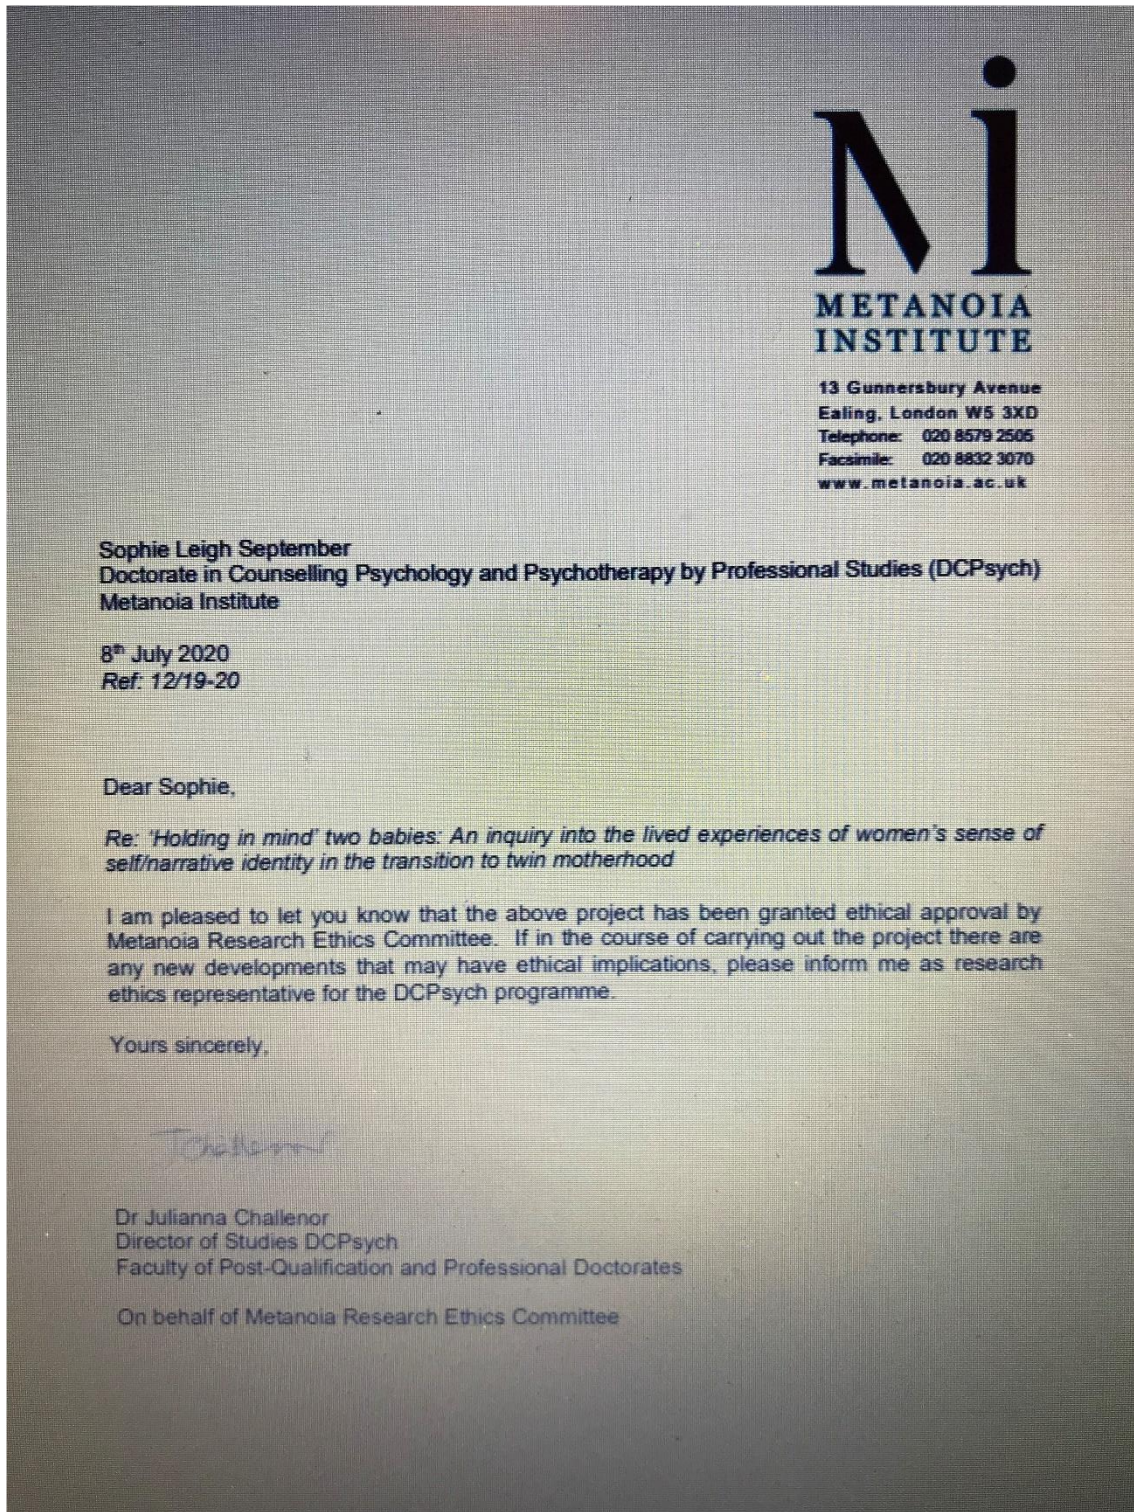 Ni
METANOIA
INSTITUTE
13 Gunnersbury Avenue
Ealing, London W5 3XD
Telephone: 020 8579 2505
Facsimile: 020 8832 3070
www.metanoia.ac.uk
Sophie Leigh September
Doctorate in Counselling Psychology and Psychotherapy by Professional Studies (DCPsych)
Metanoia Institute
8th July 2020
Ref: 12/19-20
Dear Sophie,
Re: 'Holding in mind' two babies: An inquiry into the lived experiences of women's sense of
self/narrative identity in the transition to twin motherhood
I am pleased to let you know that the above project has been granted ethical approval by
Metanoia Research Ethics Committee. If in the course of carrying out the project there are
any new developments that may have ethical implications, please inform me as research
ethics representative for the DCPsych programme.
Yours sincerely,
JChallenor
Dr Julianna Challenor
Director of Studies DCPsych
Faculty of Post-Qualification and Professional Doctorates
On behalf of Metanoia Research Ethics Committee